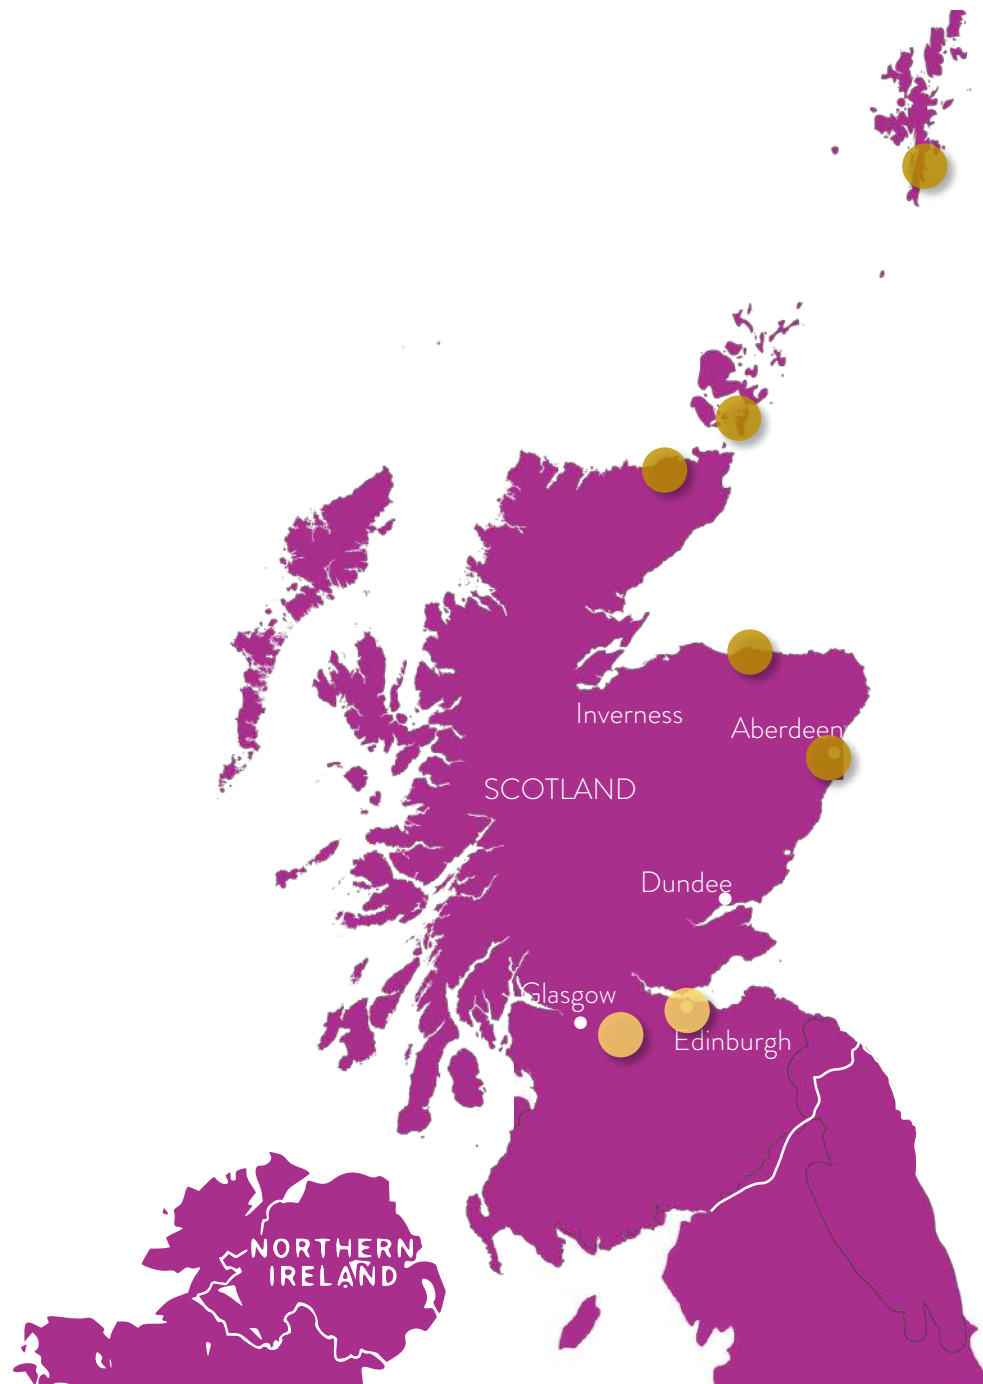 Inverness
Aberdeen
SCOTLAND
Dundee
Glasgow
Edinburgh
NORTHERN
IRELAND